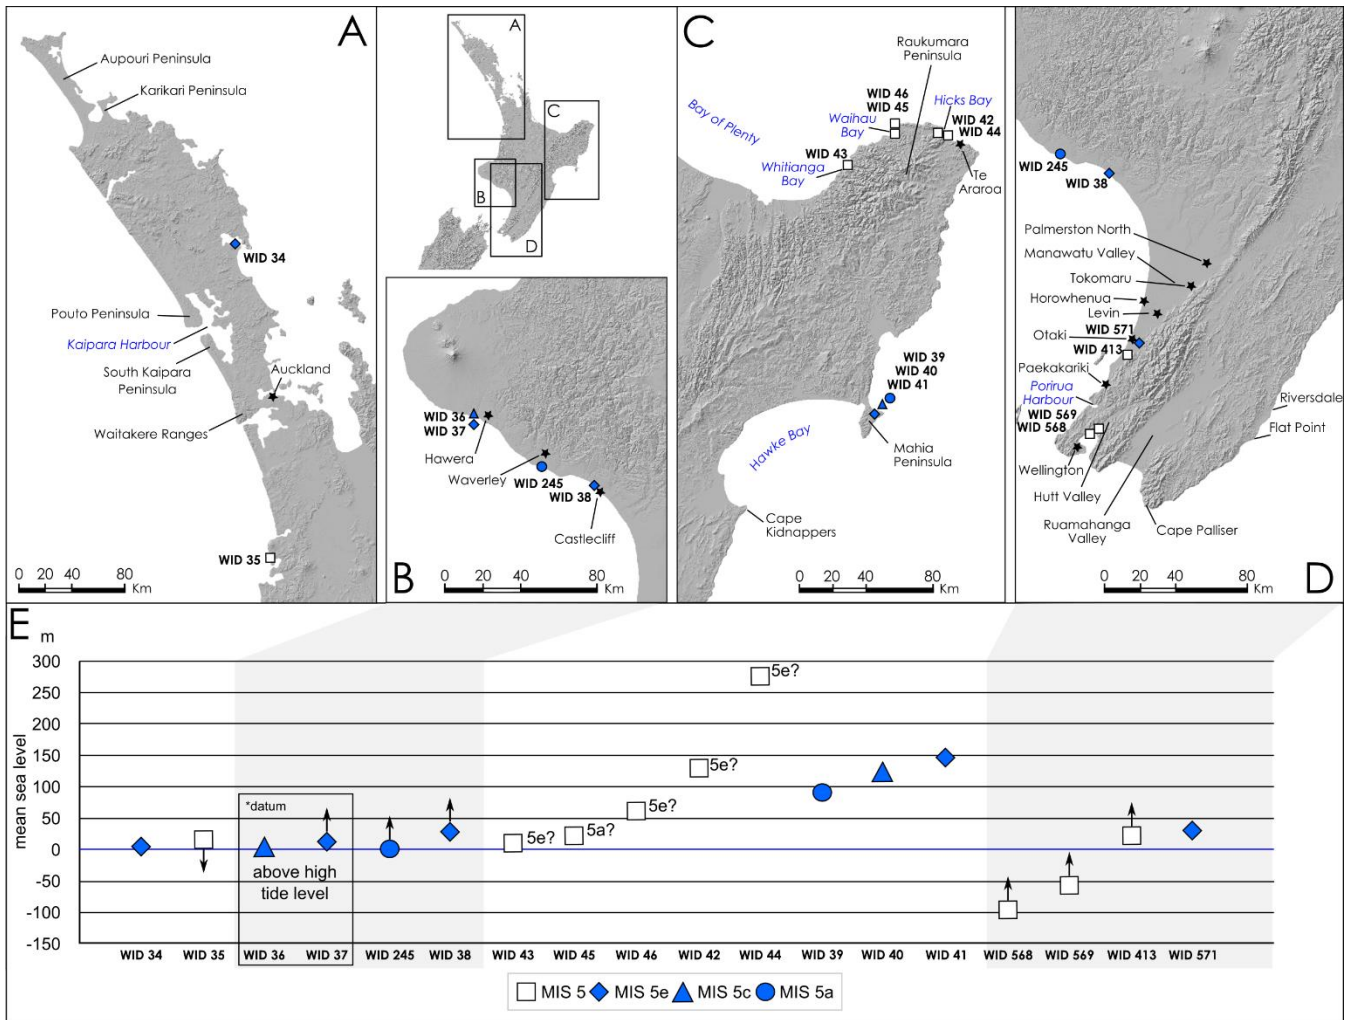 A
Aupouri Peninsula
Karikari Peninsula
WID 34
Pouto Peninsula
Kaipara Harbour
South Kaipara
Peninsula
Auckland
Waitakere Ranges
WID 35
0 20 40 80
Km
A
C
B
D
WID 36
WID 37
Hawera
Waverley
WID 245
WID 38
Castlecliff
B
0 20 40 80
Km
C
Raukumara
Peninsula
Bay of Plenty
WID 46
WID 45
Hicks Bay
Waihau
Bay
WID 42
WID 44
WID 43
Whitianga
Bay
Te
Araroa
WID 39
WID 40
WID 41
Hawke Bay
Mahia
Peninsula
Cape
Kidnappers
0 20 40 80
Km
WID 245
WID 38
Palmerston North
Manawatu Valley
Tokomaru
Horowhenua
Levin
WID 571
Otaki
WID 413
Paekakariki
Porirua
Harbour
Riversdale
WID 569
WID 568
Flat Point
Wellington
Hutt Valley
Ruamahanga
Valley
Cape Palliser
0 20 40 80
Km
D
E
m
mean sea level
300
250
200
150
100
50
0
-50
-100
-150
*datum
above high
tide level
5e?
5a?
5e?
5e?
5e?
WID 34 WID 35 WID 36 WID 37 WID 245 WID 38 WID 43 WID 45 WID 46 WID 42 WID 44 WID 39 WID 40 WID 41 WID 568 WID 569 WID 413 WID 571
MIS 5 MIS 5e MIS 5c MIS 5a